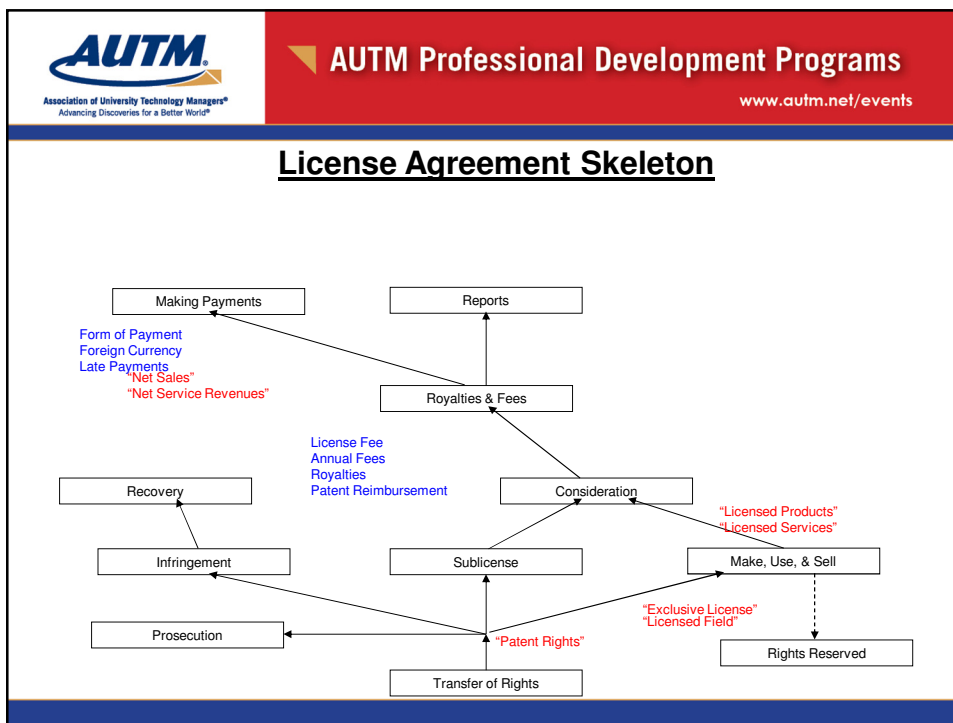 AUTM®
Association of University Technology Managers®
Advancing Discoveries for a Better World®
AUTM Professional Development Programs
www.autm.net/events
License Agreement Skeleton
Making Payments
Reports
Form of Payment
Foreign Currency
Late Payments
“Net Sales”
“Net Service Revenues”
Royalties & Fees
License Fee
Annual Fees
Royalties
Patent Reimbursement
Recovery
Consideration
“Licensed Products”
“Licensed Services”
Infringement
Sublicense
Make, Use, & Sell
“Exclusive License”
“Licensed Field”
Prosecution
“Patent Rights”
Rights Reserved
Transfer of Rights